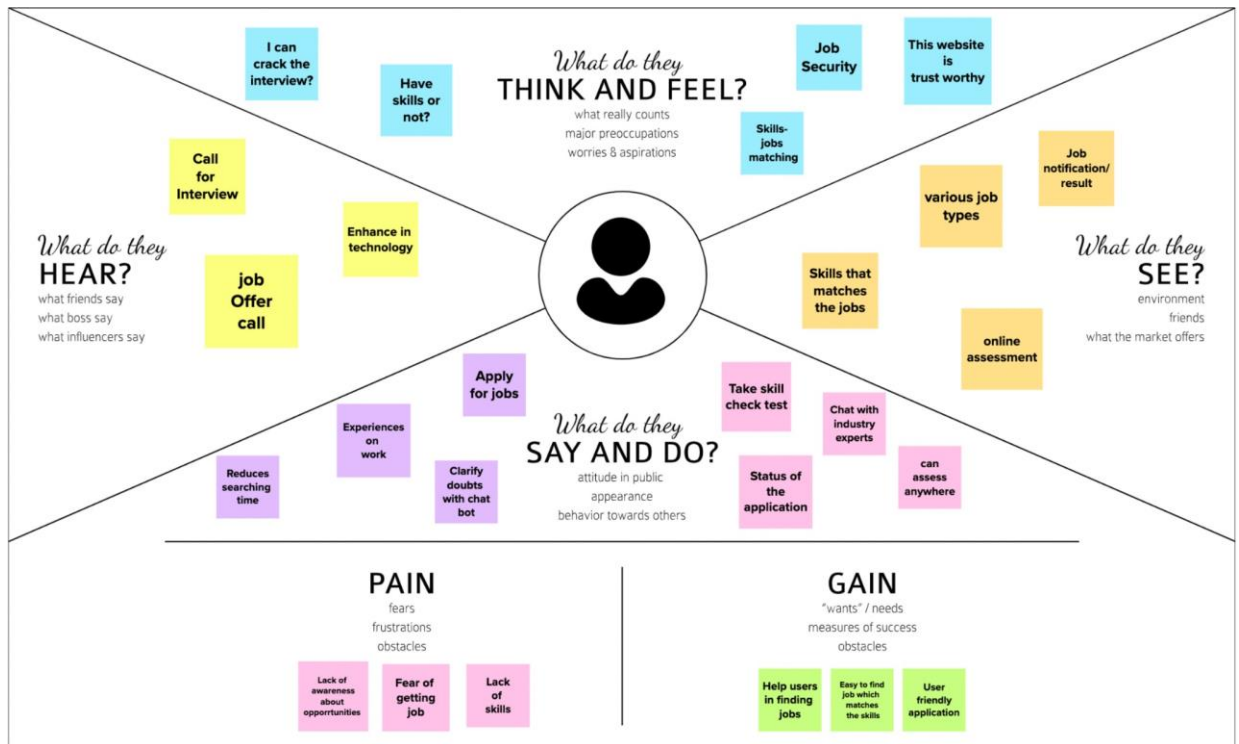 I can
crack the
interview?
Have
skills or
not?
What do they
THINK AND FEEL?
what really counts
major preoccupations
worries & aspirations
Job
Security
This website
is
trust worthy
Skills-
jobs
matching
Call
for
Interview
Enhance in
technology
job
Offer
call
What do they
HEAR?
what friends say
what boss say
what influencers say
Job
notification/
result
various job
types
Skills that
matches
the jobs
online
assessment
What do they
SEE?
environment
friends
what the market offers
Apply
for jobs
Experiences
on
work
Reduces
searching
time
Clarify
doubts
with chat
bot
What do they
SAY AND DO?
attitude in public
appearance
behavior towards others
Take skill
check test
Chat with
industry
experts
Status of
the
application
can
assess
anywhere
PAIN
fears
frustrations
obstacles
Lack of
awareness
about
opporrtunities
Fear of
getting
job
Lack
of
skills
GAIN
"wants" / needs
measures of success
obstacles
Help users
in finding
jobs
Easy to find
job which
matches
the skills
User
friendly
application